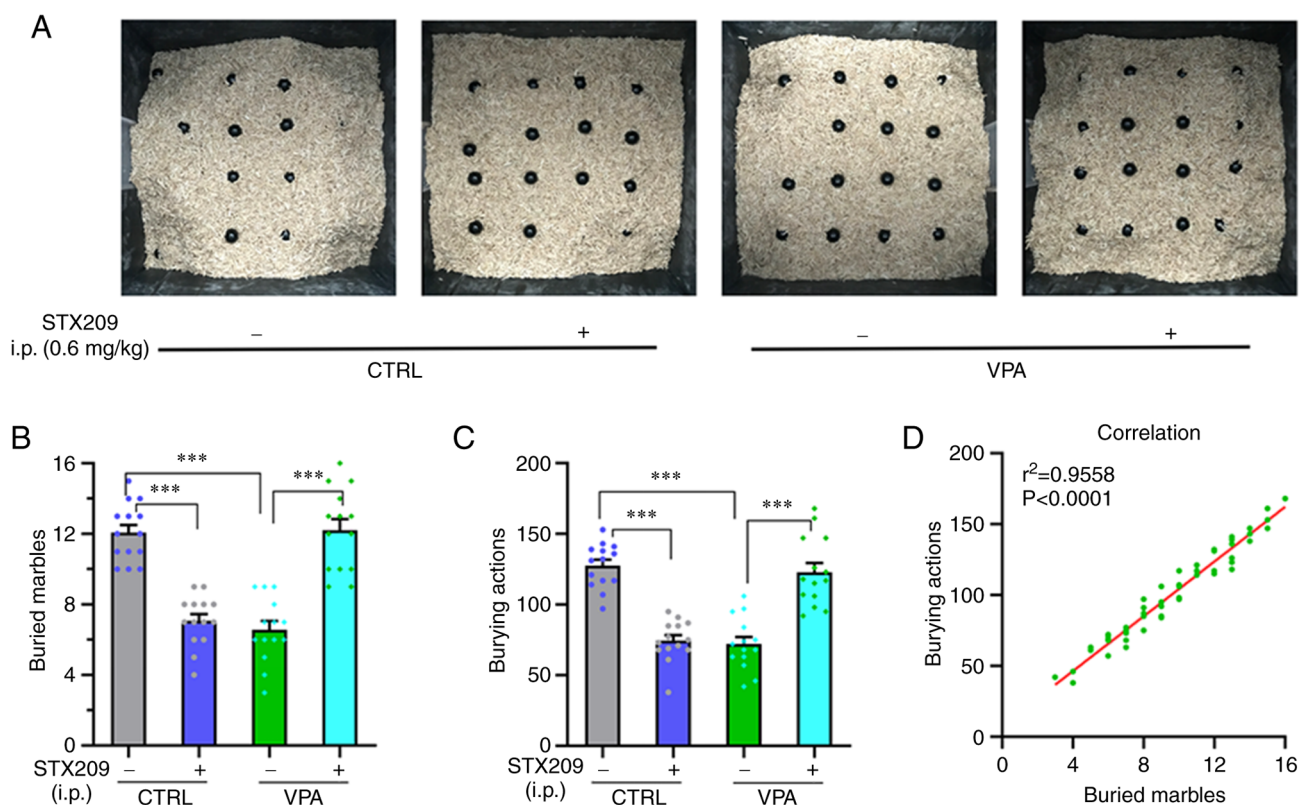 A
STX209
i.p. (0.6 mg/kg)
− + − +
CTRL VPA
B
Buried marbles
16
12
8
4
0
*** *** ***
STX209
(i.p.)
− + − +
CTRL VPA
C
Burying actions
200
150
100
50
0
*** *** ***
STX209
(i.p.)
− + − +
CTRL VPA
D
Correlation
r²=0.9558
P<0.0001
Burying actions
200
150
100
50
0
0 4 8 12 16
Buried marbles